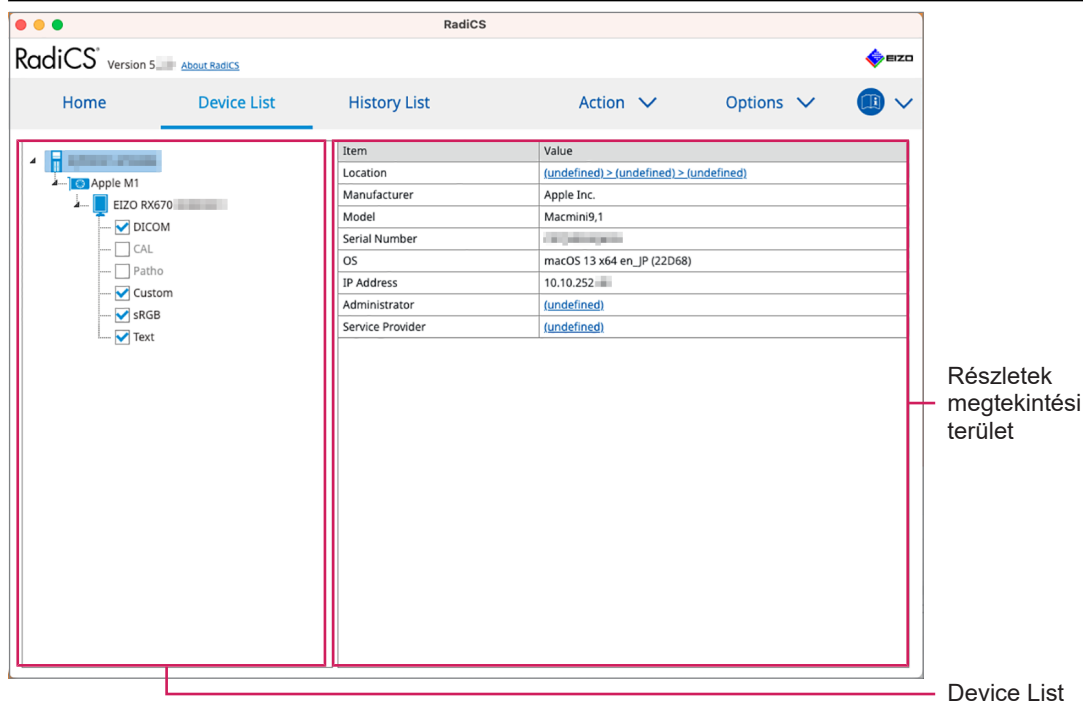 RadiCS
RadiCS Version 5. About RadiCS EIZO
Home Device List History List Action Options
Apple M1
EIZO RX670
DICOM
CAL
Patho
Custom
sRGB
Text
Item Value
Location (undefined) > (undefined) > (undefined)
Manufacturer Apple Inc.
Model Macmini9,1
Serial Number
OS macOS 13 x64 en_JP (22D68)
IP Address 10.10.252
Administrator (undefined)
Service Provider (undefined)
Részletek
megtekintési
terület
Device List